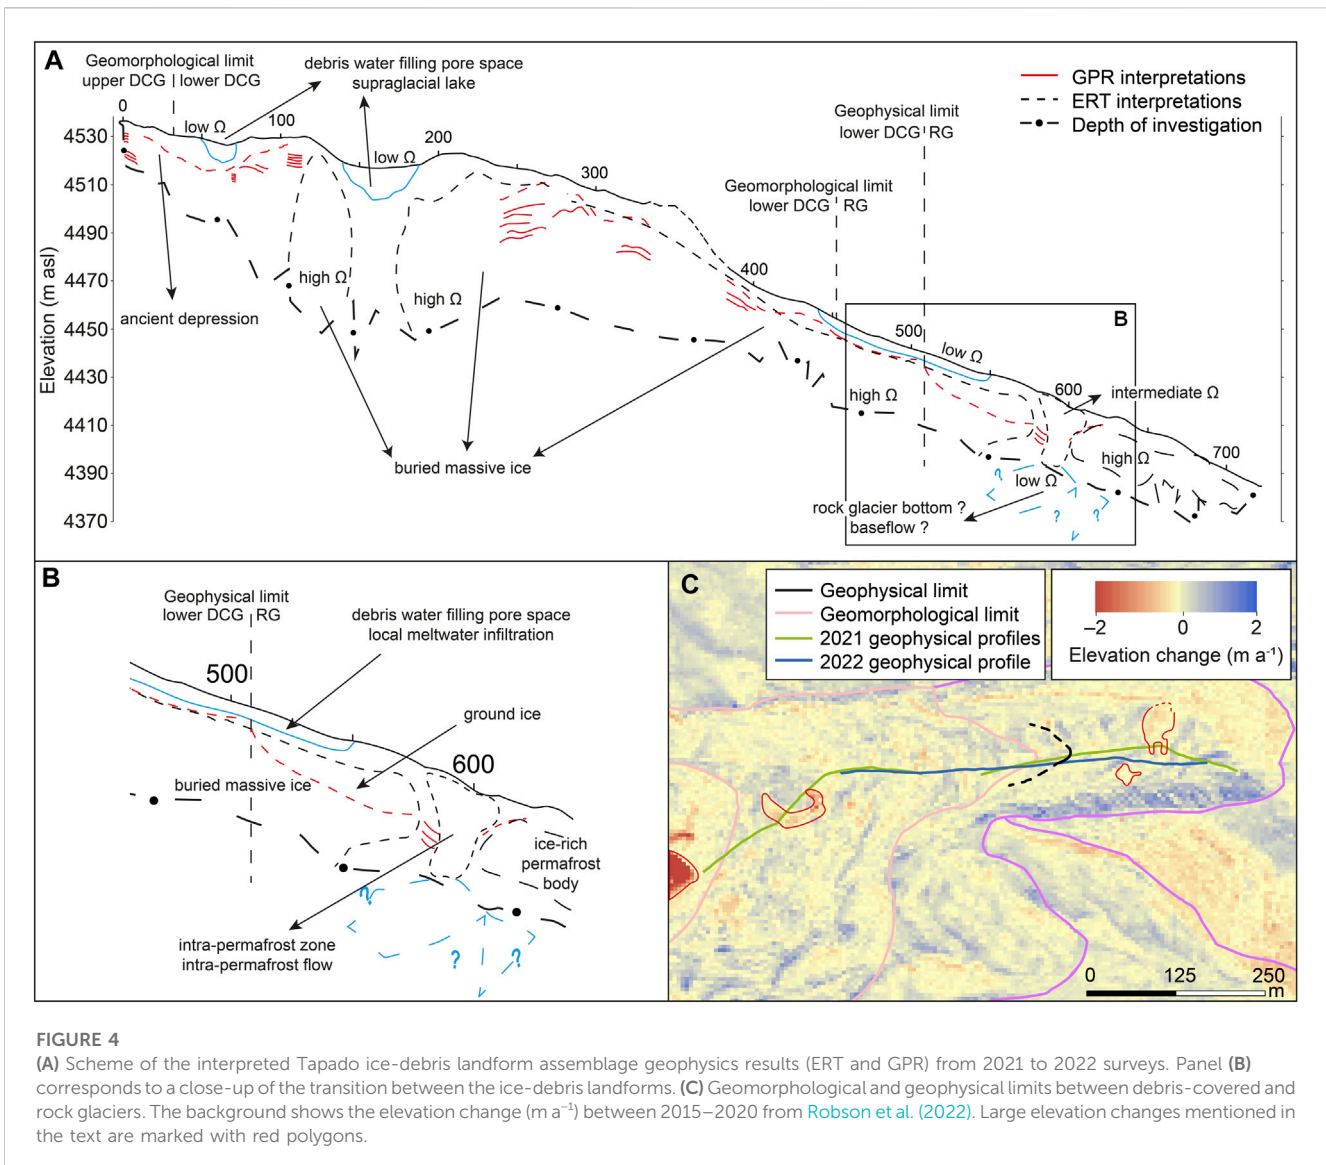 A
Geomorphological limit
upper DCG | lower DCG
debris water filling pore space
supraglacial lake
GPR interpretations
ERT interpretations
Depth of investigation
Geophysical limit
lower DCG RG
Geomorphological limit
lower DCG RG
0
100
200
300
400
500
600
700
low Ω
low Ω
low Ω
high Ω
high Ω
high Ω
high Ω
low Ω
intermediate Ω
B
Elevation (m asl)
4530
4510
4490
4470
4450
4430
4410
4390
4370
ancient depression
buried massive ice
rock glacier bottom ?
baseflow ?
?
?
?
B
Geophysical limit
lower DCG RG
debris water filling pore space
local meltwater infiltration
500
600
ground ice
buried massive ice
ice-rich
permafrost
body
intra-permafrost zone
intra-permafrost flow
?
?
?
C
Geophysical limit
Geomorphological limit
2021 geophysical profiles
2022 geophysical profile
−2
0
2
Elevation change (m a⁻¹)
0
125
250
m
FIGURE 4
(A) Scheme of the interpreted Tapado ice-debris landform assemblage geophysics results (ERT and GPR) from 2021 to 2022 surveys. Panel (B)
corresponds to a close-up of the transition between the ice-debris landforms. (C) Geomorphological and geophysical limits between debris-covered and
rock glaciers. The background shows the elevation change (m a⁻¹) between 2015–2020 from Robson et al. (2022). Large elevation changes mentioned in
the text are marked with red polygons.